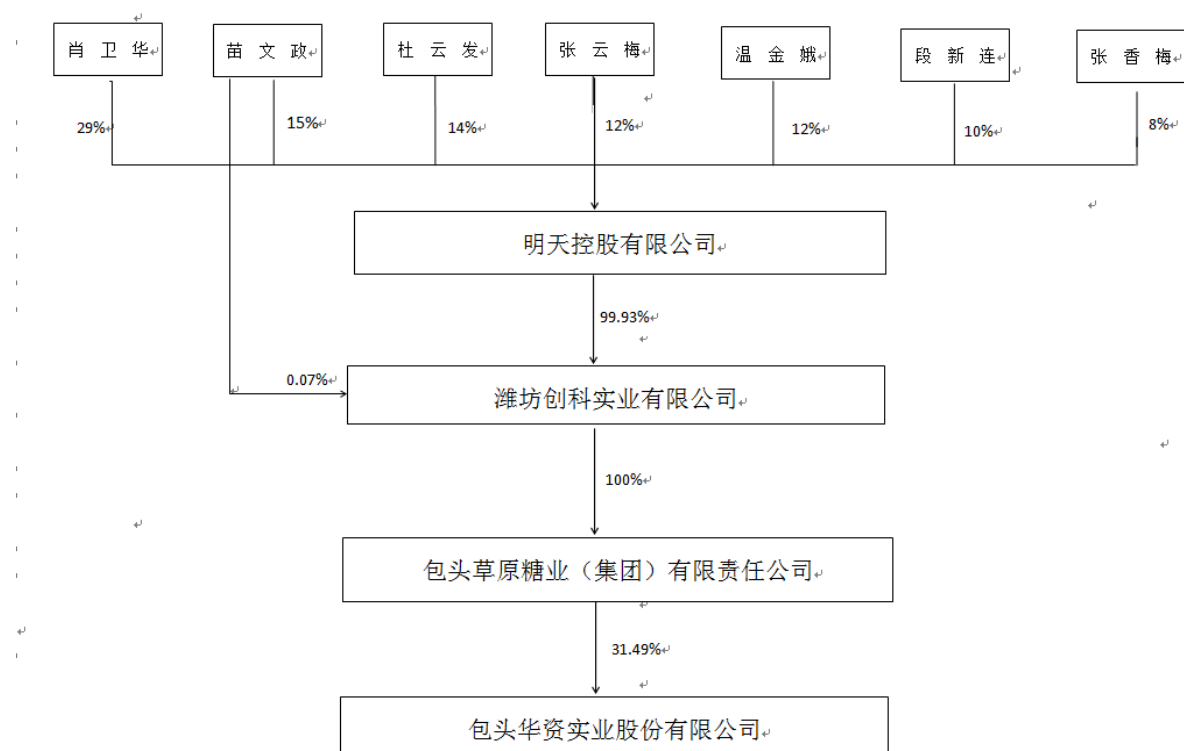 肖 卫 华
苗 文 政
杜 云 发
张 云 梅
温 金 娥
段 新 连
张 香 梅
29%
15%
14%
12%
12%
10%
8%
明天控股有限公司
99.93%
0.07%
潍坊创科实业有限公司
100%
包头草原糖业（集团）有限责任公司
31.49%
包头华资实业股份有限公司